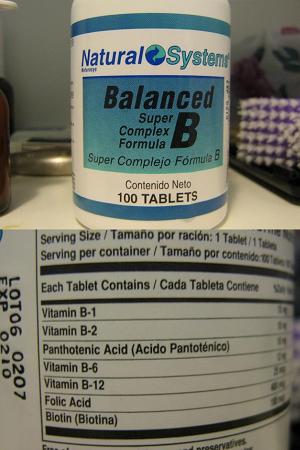 Natural Systems®
Balanced
Super
Complex
Formula B
Super Complejo Fórmula B
Contenido Neto
100 TABLETS
Serving Size / Tamaño por ración: 1 Tablet / 1 Tableta
Serving per container / Tamaño por contenido: 100
Each Tablet Contains / Cada Tableta Contiene
Vitamin B-1
Vitamin B-2
Panthotenic Acid (Acido Pantoténico)
Vitamin B-6
Vitamin B-12
Folic Acid
Biotin (Biotina)
LOT06 0207
EXP 0210